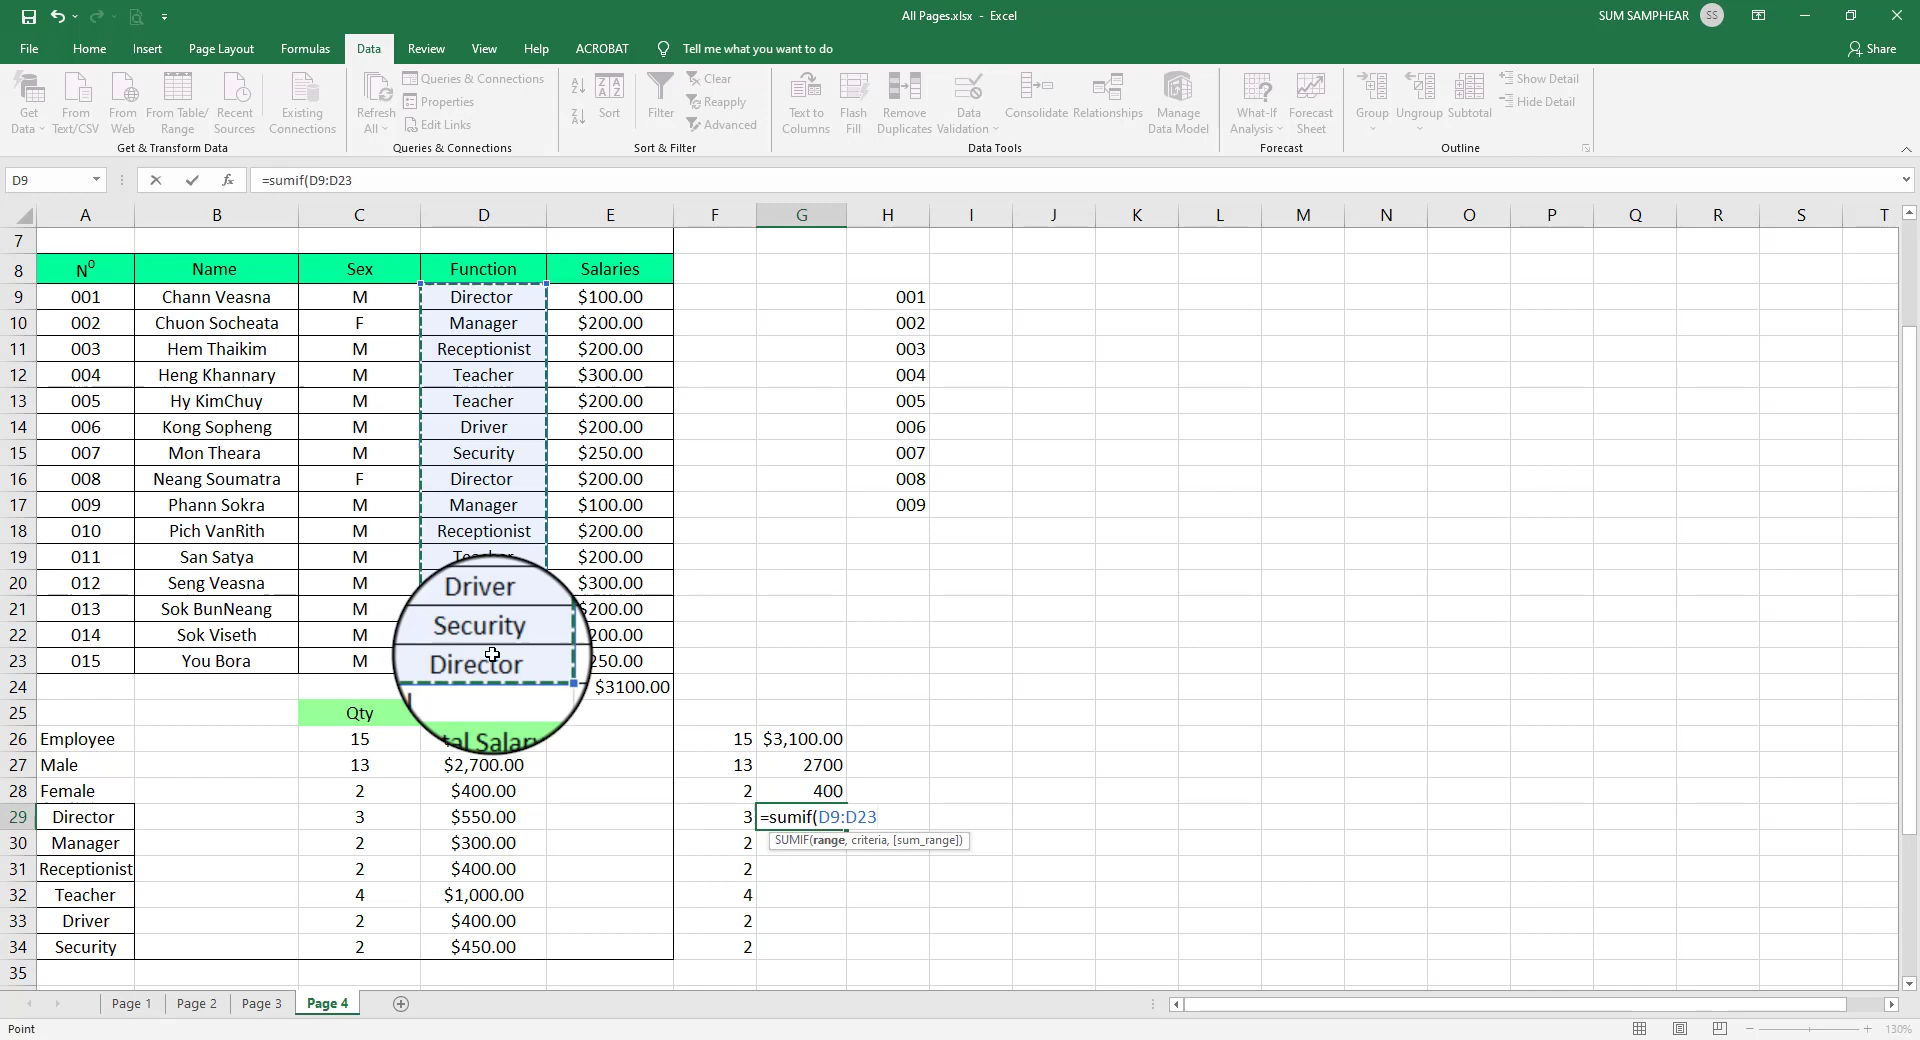 All Pages.xlsx - Excel
SUM SAMPHEAR SS
File Home Insert Page Layout Formulas Data Review View Help ACROBAT Tell me what you want to do Share
Get Data From Text/CSV From Web From Table/ Range Recent Sources Existing Connections
Get & Transform Data
Refresh All Queries & Connections Properties Edit Links
Queries & Connections
Sort Filter Clear Reapply Advanced
Sort & Filter
Text to Columns Flash Fill Remove Duplicates Data Validation Consolidate Relationships Manage Data Model
Data Tools
What-If Analysis Forecast Sheet
Forecast
Group Ungroup Subtotal Show Detail Hide Detail
Outline
D9 fx =sumif(D9:D23
A B C D E F G H I J K L M N O P Q R S T
7
8 N⁰ Name Sex Function Salaries
9 001 Chann Veasna M Director $100.00 001
10 002 Chuon Socheata F Manager $200.00 002
11 003 Hem Thaikim M Receptionist $200.00 003
12 004 Heng Khannary M Teacher $300.00 004
13 005 Hy KimChuy M Teacher $200.00 005
14 006 Kong Sopheng M Driver $200.00 006
15 007 Mon Theara M Security $250.00 007
16 008 Neang Soumatra F Director $200.00 008
17 009 Phann Sokra M Manager $100.00 009
18 010 Pich VanRith M Receptionist $200.00
19 011 San Satya M $200.00
20 012 Seng Veasna M Driver $300.00
21 013 Sok BunNeang M Security $200.00
22 014 Sok Viseth M 200.00
23 015 You Bora M Director 250.00
24 $3100.00
25 Qty tal Salar
26 Employee 15 15 $3,100.00
27 Male 13 $2,700.00 13 2700
28 Female 2 $400.00 2 400
29 Director 3 $550.00 3 =sumif(D9:D23
SUMIF(range, criteria, [sum_range])
30 Manager 2 $300.00 2
31 Receptionist 2 $400.00 2
32 Teacher 4 $1,000.00 4
33 Driver 2 $400.00 2
34 Security 2 $450.00 2
35
Page 1 Page 2 Page 3 Page 4
Point 130%